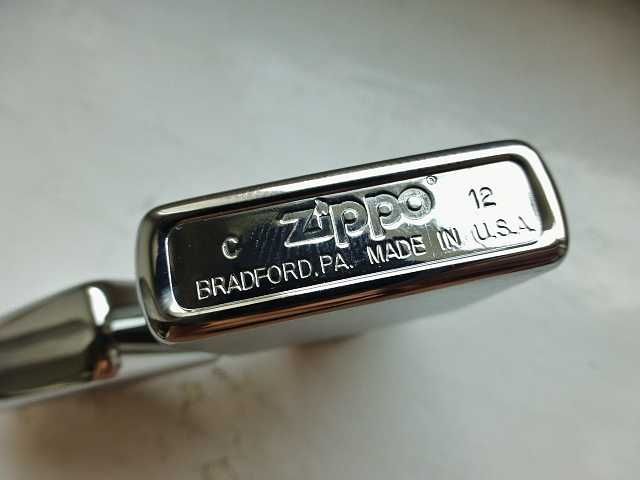 C Zippo® 12
BRADFORD, PA. MADE IN U.S.A.